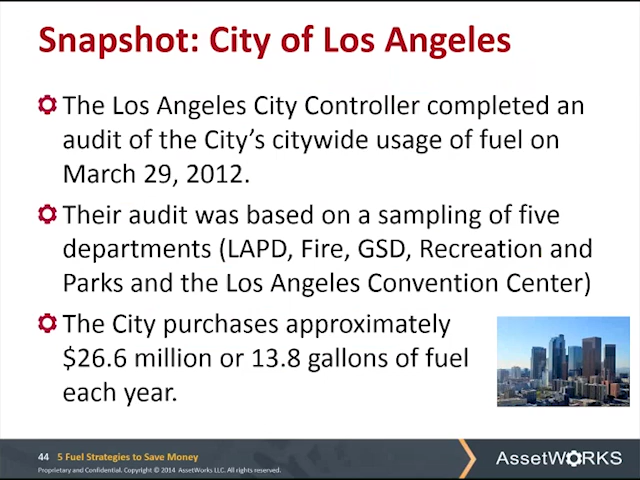 Snapshot: City of Los Angeles
The Los Angeles City Controller completed an
audit of the City's citywide usage of fuel on
March 29, 2012.
Their audit was based on a sampling of five
departments (LAPD, Fire, GSD, Recreation and
Parks and the Los Angeles Convention Center)
The City purchases approximately
$26.6 million or 13.8 gallons of fuel
each year.
44 5 Fuel Strategies to Save Money
Proprietary and Confidential. Copyright © 2014 AssetWorks LLC. All rights reserved.
AssetWORKS